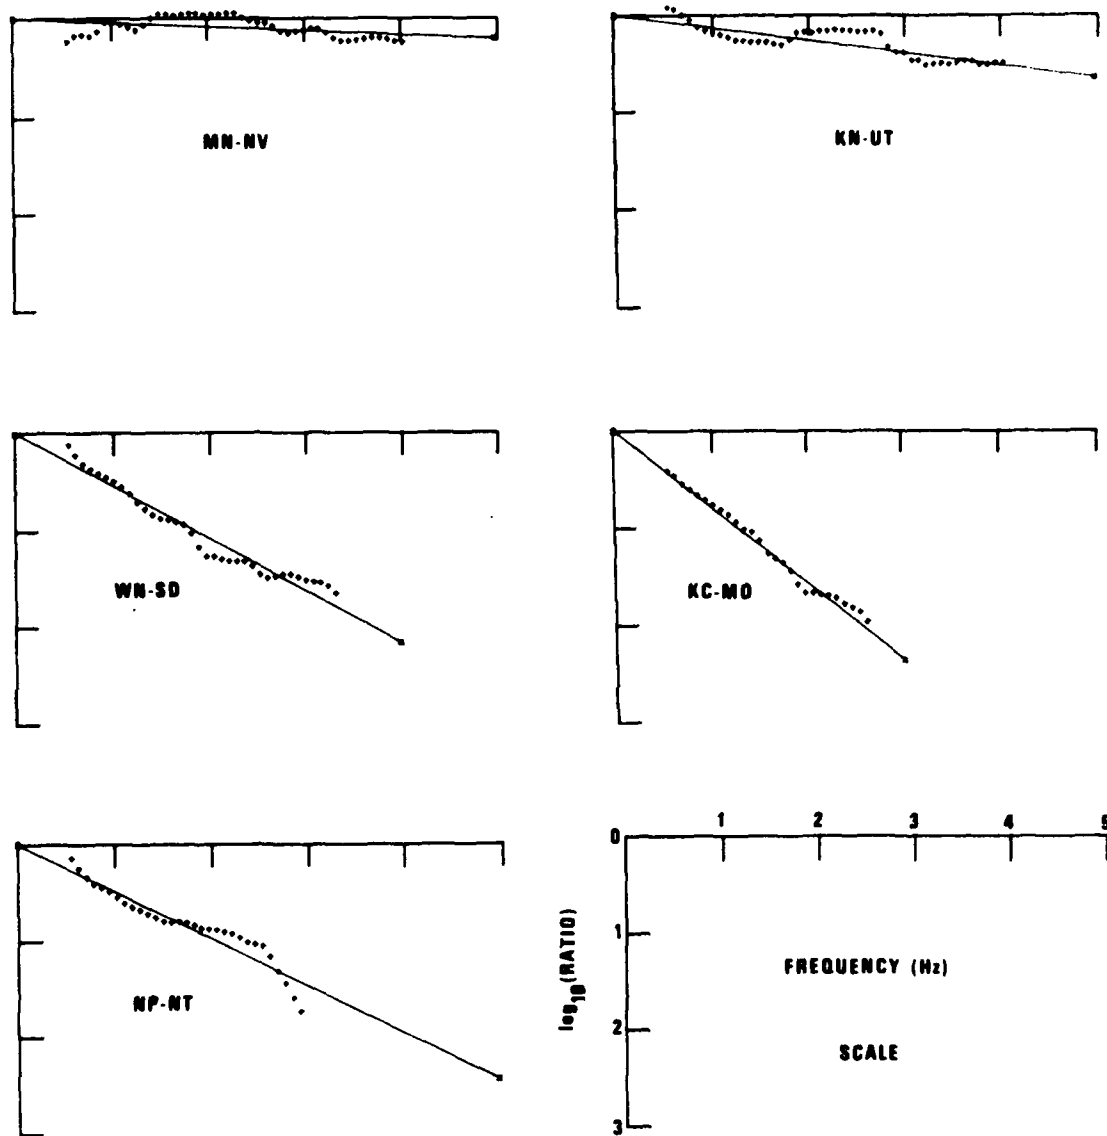 MN-NV
KN-UT
WN-SD
KC-MO
NP-NT
0 1 2 3 4 5
1
2
3
log10(RATIO)
FREQUENCY (Hz)
SCALE